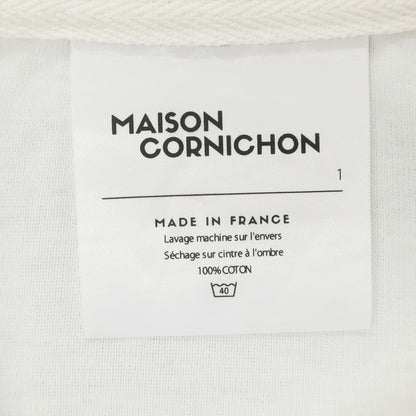 MAISON
CORNICHON
1
MADE IN FRANCE
Lavage machine sur l'envers
Séchage sur cintre à l'ombre
100% COTON
40